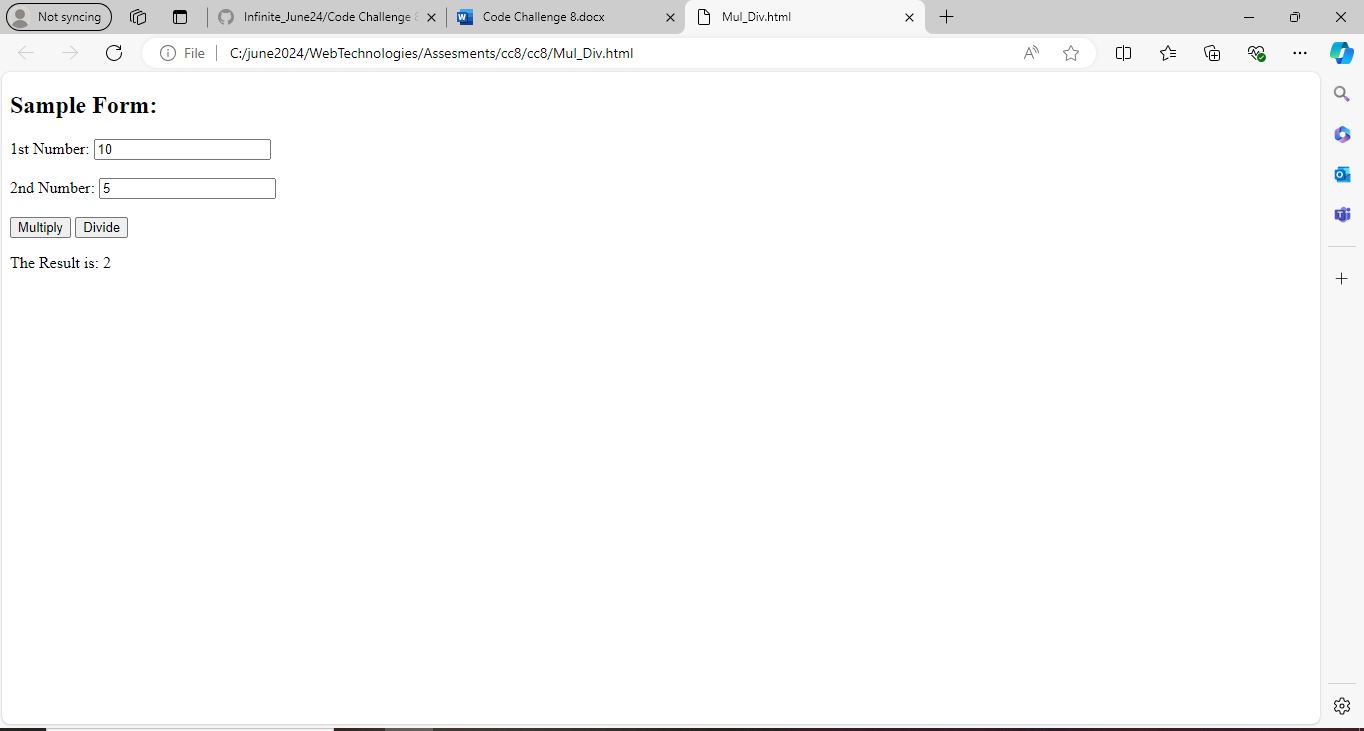 Not syncing
Infinite_June24/Code Challenge 8
Code Challenge 8.docx
Mul_Div.html
File
C:/june2024/WebTechnologies/Assesments/cc8/cc8/Mul_Div.html
Sample Form:
1st Number: 10
2nd Number: 5
Multiply Divide
The Result is: 2